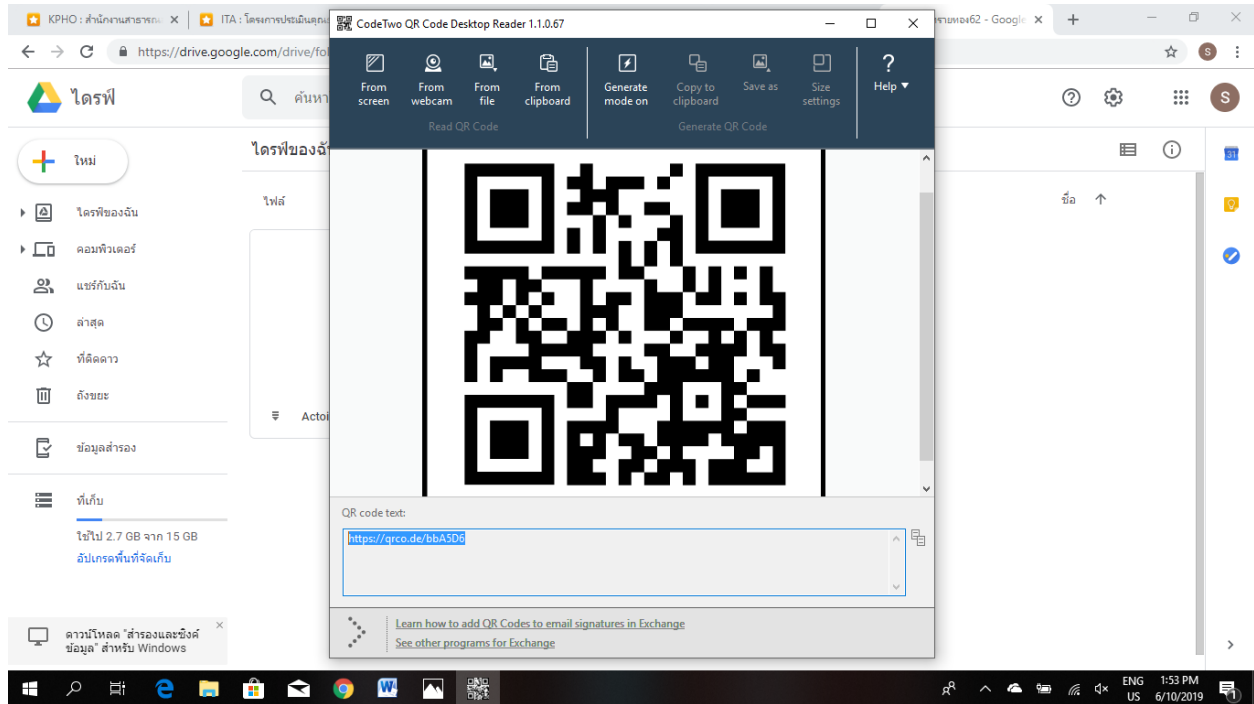 KPHO : สำนักงานสาธารณ
ITA : โครงการประเมินคุณ
CodeTwo QR Code Desktop Reader 1.1.0.67
รายทอง62 - Google
https://drive.google.com/drive/fol
From screen
From webcam
From file
From clipboard
Generate mode on
Copy to clipboard
Save as
Size settings
Help
Read QR Code
Generate QR Code
ไดรฟ์
ค้นหา
S
ใหม่
ไดรฟ์ของฉัน
ไฟล์
ชื่อ
31
ไดรฟ์ของฉัน
คอมพิวเตอร์
แชร์กับฉัน
ล่าสุด
ที่ติดดาว
ถังขยะ
Actoi
ข้อมูลสำรอง
ที่เก็บ
ใช้ไป 2.7 GB จาก 15 GB
อัปเกรดพื้นที่จัดเก็บ
QR code text:
https://qrco.de/bbA5D6
Learn how to add QR Codes to email signatures in Exchange
See other programs for Exchange
ดาวน์โหลด "สำรองและซิงค์
ข้อมูล" สำหรับ Windows
ENG
US
1:53 PM
6/10/2019